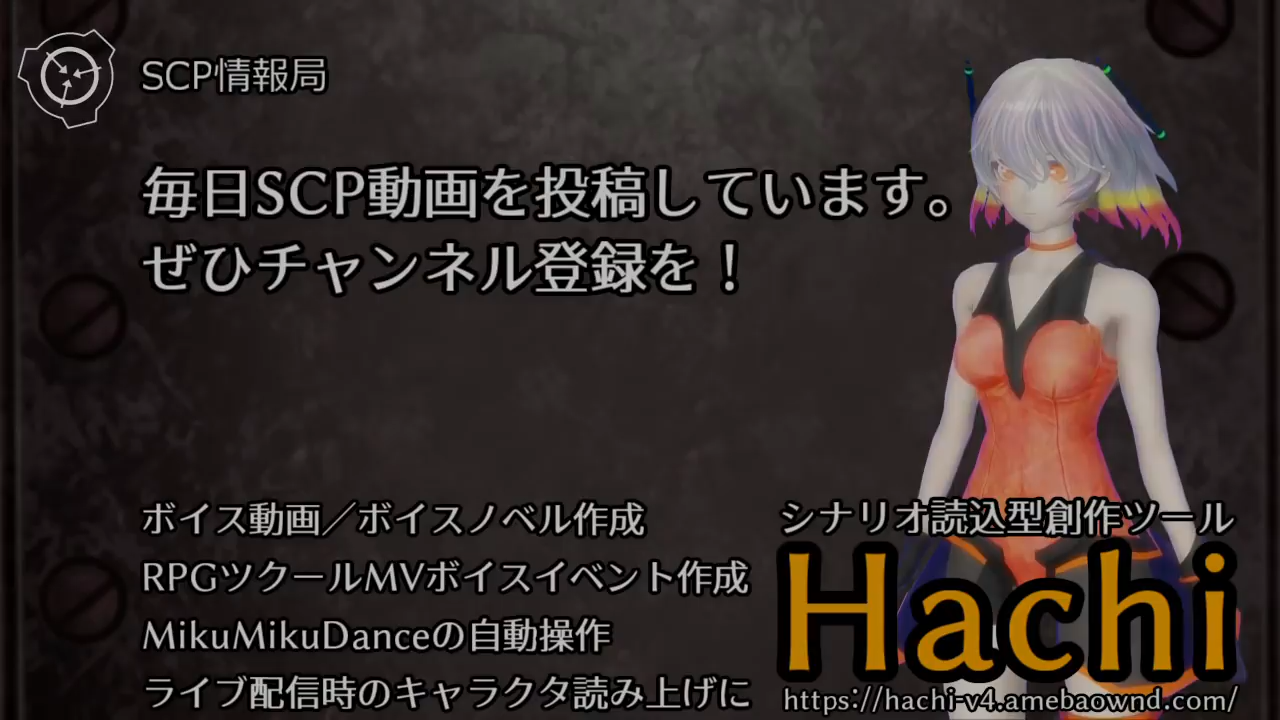 SCP情報局
毎日SCP動画を投稿しています。
ぜひチャンネル登録を！
ボイス動画／ボイスノベル作成
RPGツクールMVボイスイベント作成
MikuMikuDanceの自動操作
ライブ配信時のキャラクタ読み上げに
シナリオ読込型創作ツール
Hachi
https://hachi-v4.amebaownd.com/